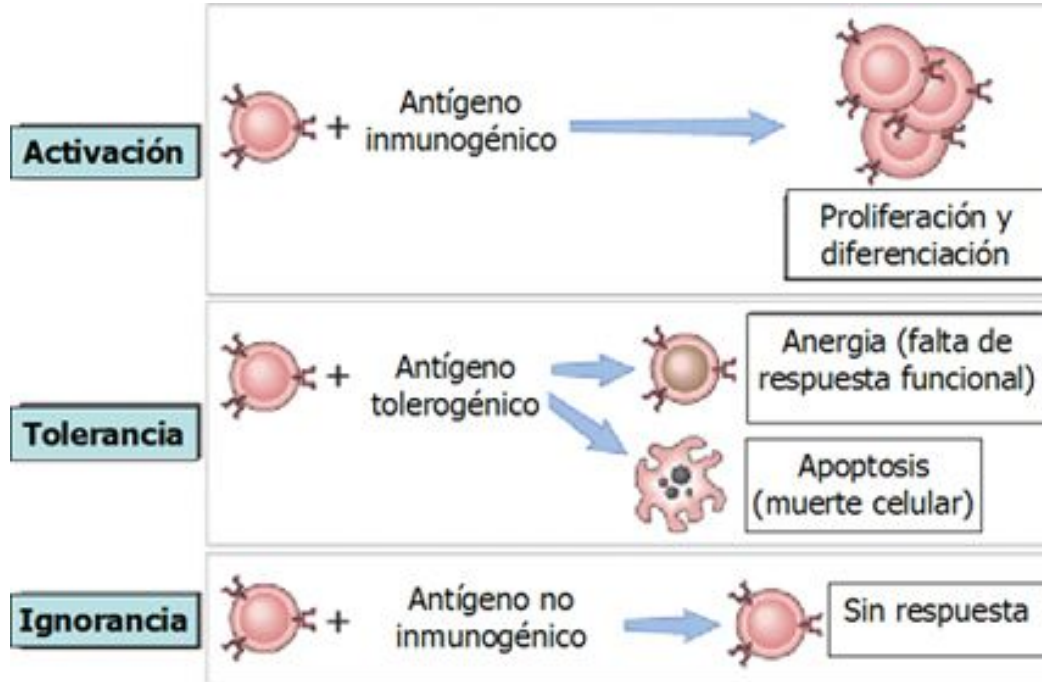 Activación
+
Antígeno
inmunogénico
Proliferación y
diferenciación
Tolerancia
+
Antígeno
tolerogénico
Anergia (falta de
respuesta funcional)
Apoptosis
(muerte celular)
Ignorancia
+
Antígeno no
inmunogénico
Sin respuesta